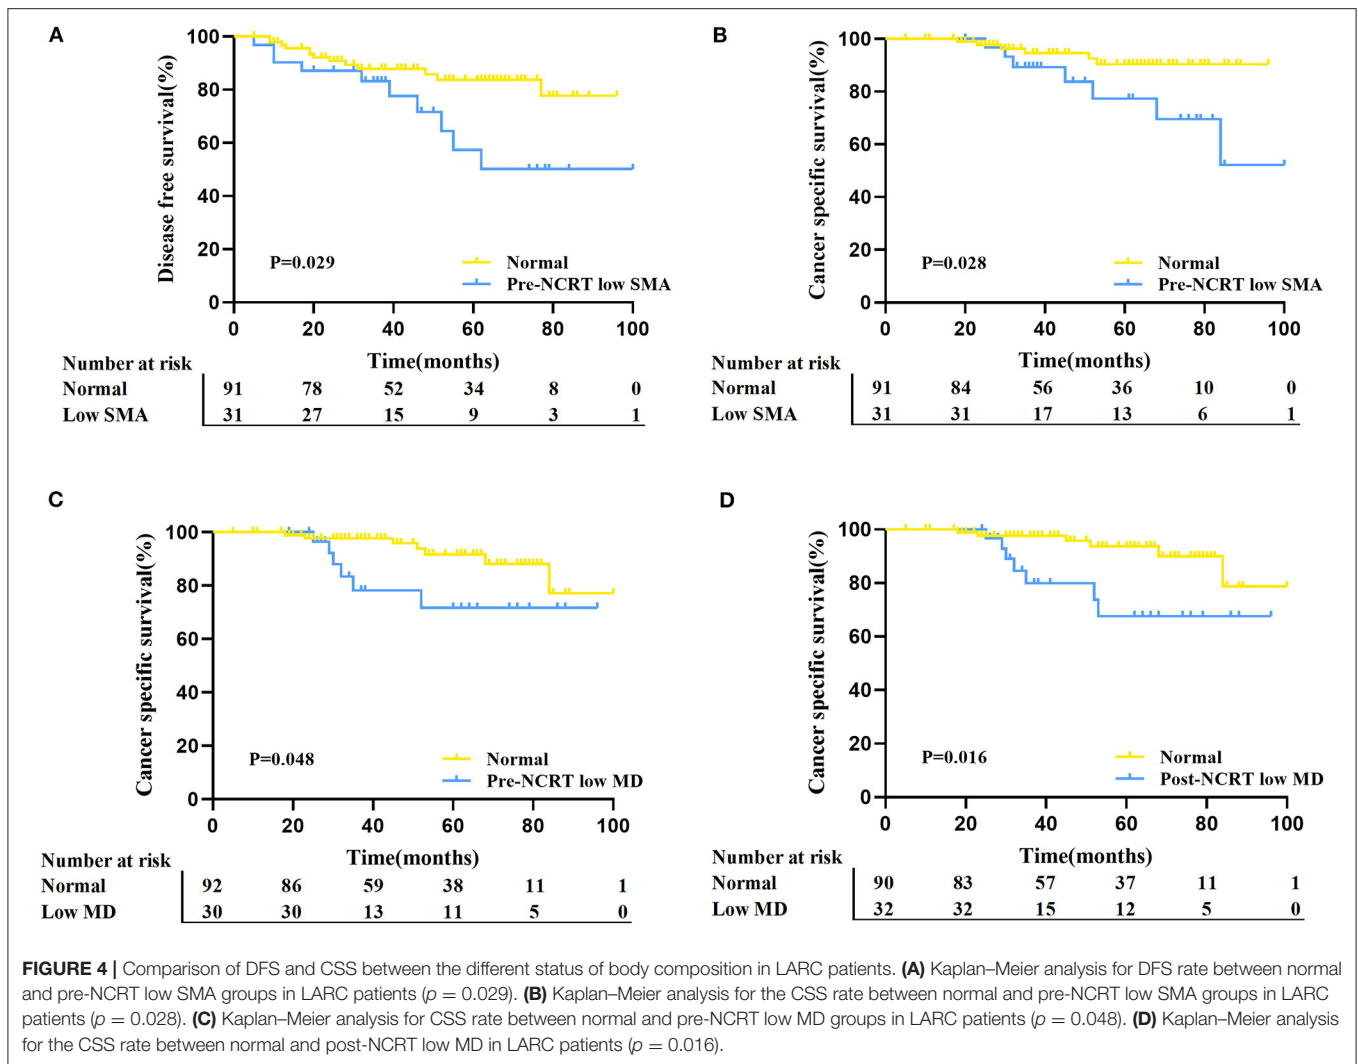 A
100
80
60
40
20
0
Disease free survival(%)
P=0.029
Normal
Pre-NCRT low SMA
0 20 40 60 80 100
Time(months)
Number at risk
Normal 91 78 52 34 8 0
Low SMA 31 27 15 9 3 1
B
100
80
60
40
20
0
Cancer specific survival(%)
P=0.028
Normal
Pre-NCRT low SMA
0 20 40 60 80 100
Time(months)
Number at risk
Normal 91 84 56 36 10 0
Low SMA 31 31 17 13 6 1
C
100
80
60
40
20
0
Cancer specific survival(%)
P=0.048
Normal
Pre-NCRT low MD
0 20 40 60 80 100
Time(months)
Number at risk
Normal 92 86 59 38 11 1
Low MD 30 30 13 11 5 0
D
100
80
60
40
20
0
Cancer specific survival(%)
P=0.016
Normal
Post-NCRT low MD
0 20 40 60 80 100
Time(months)
Number at risk
Normal 90 83 57 37 11 1
Low MD 32 32 15 12 5 0
FIGURE 4 | Comparison of DFS and CSS between the different status of body composition in LARC patients. (A) Kaplan–Meier analysis for DFS rate between normal
and pre-NCRT low SMA groups in LARC patients (p = 0.029). (B) Kaplan–Meier analysis for the CSS rate between normal and pre-NCRT low SMA groups in LARC
patients (p = 0.028). (C) Kaplan–Meier analysis for CSS rate between normal and pre-NCRT low MD groups in LARC patients (p = 0.048). (D) Kaplan–Meier analysis
for the CSS rate between normal and post-NCRT low MD in LARC patients (p = 0.016).